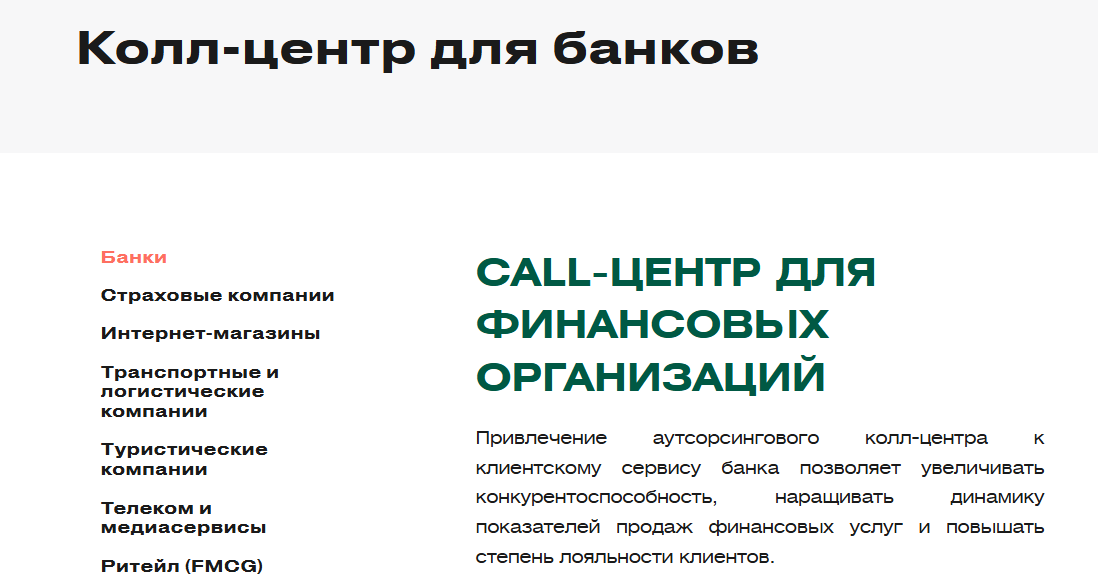 Колл-центр для банков
Банки
Страховые компании
Интернет-магазины
Транспортные и
логистические
компании
Туристические
компании
Телеком и
медиасервисы
Ритейл (FMCG)
CALL-ЦЕНТР ДЛЯ
ФИНАНСОВЫХ
ОРГАНИЗАЦИЙ
Привлечение аутсорсингового колл-центра к
клиентскому сервису банка позволяет увеличивать
конкурентоспособность, наращивать динамику
показателей продаж финансовых услуг и повышать
степень лояльности клиентов.